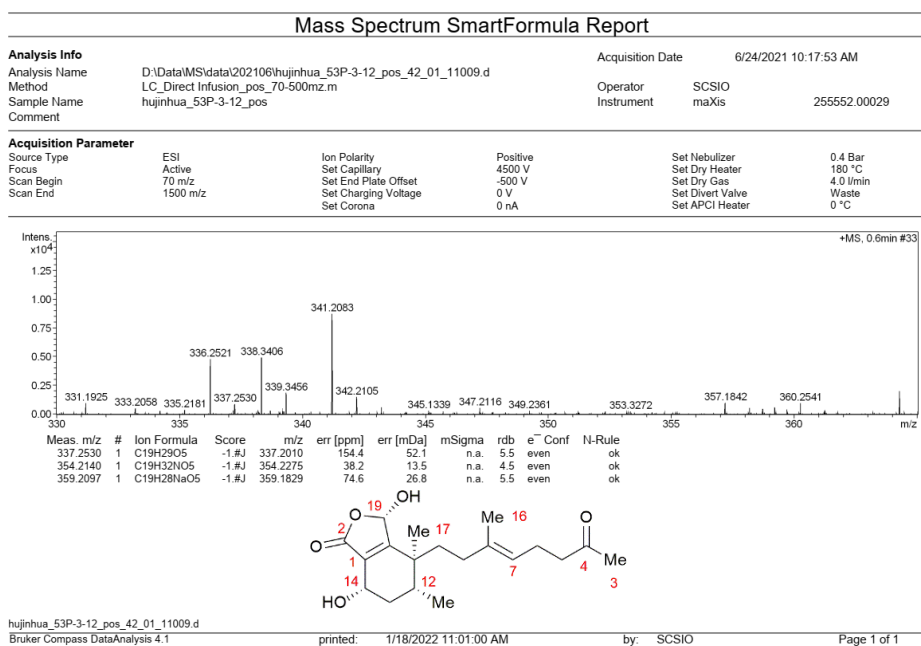 Mass Spectrum SmartFormula Report
Analysis Info
Acquisition Date 6/24/2021 10:17:53 AM
Analysis Name D:\Data\MS\data\202106\hujinhua_53P-3-12_pos_42_01_11009.d
Method LC_Direct Infusion_pos_70-500mz.m
Operator SCSIO
Sample Name hujinhua_53P-3-12_pos
Instrument maXis 255552.00029
Comment
Acquisition Parameter
Source Type ESI Ion Polarity Positive Set Nebulizer 0.4 Bar
Focus Active Set Capillary 4500 V Set Dry Heater 180 °C
Scan Begin 70 m/z Set End Plate Offset -500 V Set Dry Gas 4.0 l/min
Scan End 1500 m/z Set Charging Voltage 0 V Set Divert Valve Waste
Set Corona 0 nA Set APCI Heater 0 °C
Intens.
x10⁴
+MS, 0.6min #33
1.25
1.00
0.75
0.50
0.25
0.00
341.2083
336.2521
338.3406
339.3456
331.1925
333.2058
335.2181
337.2530
342.2105
345.1339
347.2116
349.2361
353.3272
357.1842
360.2541
330 335 340 345 350 355 360 m/z
Meas. m/z # Ion Formula Score m/z err [ppm] err [mDa] mSigma rdb e⁻ Conf N-Rule
337.2530 1 C19H29O5 -1.#J 337.2010 154.4 52.1 n.a. 5.5 even ok
354.2140 1 C19H32NO5 -1.#J 354.2275 38.2 13.5 n.a. 4.5 even ok
359.2097 1 C19H28NaO5 -1.#J 359.1829 74.6 26.8 n.a. 5.5 even ok
19 OH
O
2
O
Me 17
Me 16
O
1
7
4
Me
3
14
12
HO
Me
hujinhua_53P-3-12_pos_42_01_11009.d
Bruker Compass DataAnalysis 4.1 printed: 1/18/2022 11:01:00 AM by: SCSIO Page 1 of 1